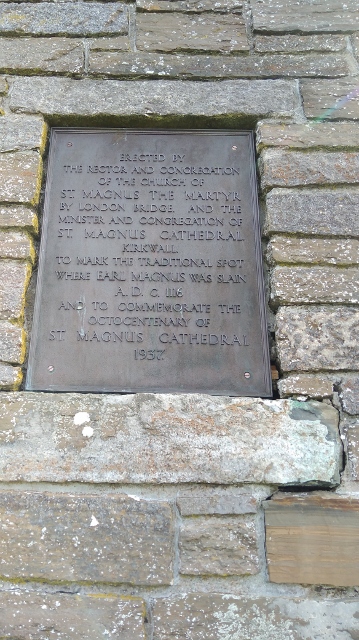 ERECTED BY
THE RECTOR AND CONGREGATION
OF THE CHURCH OF
ST MAGNUS THE MARTYR
BY LONDON BRIDGE AND THE
MINISTER AND CONGREGATION OF
ST MAGNUS CATHEDRAL
KIRKWALL
TO MARK THE TRADITIONAL SPOT
WHERE EARL MAGNUS WAS SLAIN
A.D. C. 1116
AND TO COMMEMORATE THE
OCTOCENTENARY OF
ST MAGNUS CATHEDRAL
1937